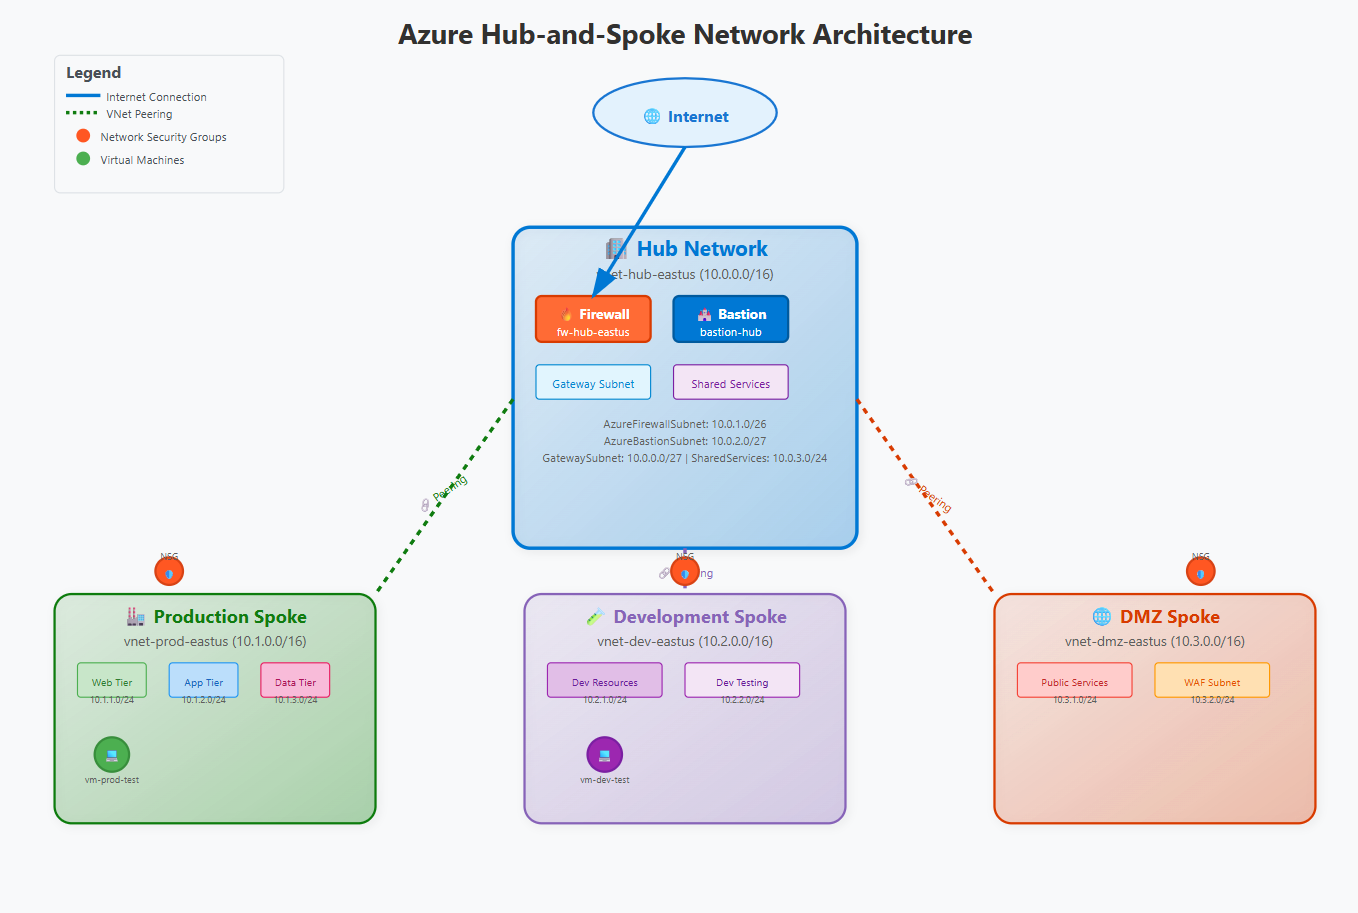 Azure Hub-and-Spoke Network Architecture
Legend
Internet Connection
VNet Peering
Network Security Groups
Virtual Machines
Internet
Hub Network
et-hub-eastus (10.0.0.0/16)
Firewall
fw-hub-eastus
Bastion
bastion-hub
Gateway Subnet
Shared Services
AzureFirewallSubnet: 10.0.1.0/26
AzureBastionSubnet: 10.0.2.0/27
GatewaySubnet: 10.0.0.0/27 | SharedServices: 10.0.3.0/24
Peering
Peering
ng
NSG
NSG
NSG
Production Spoke
vnet-prod-eastus (10.1.0.0/16)
Web Tier
10.1.1.0/24
App Tier
10.1.2.0/24
Data Tier
10.1.3.0/24
vm-prod-test
Development Spoke
vnet-dev-eastus (10.2.0.0/16)
Dev Resources
10.2.1.0/24
Dev Testing
10.2.2.0/24
vm-dev-test
DMZ Spoke
vnet-dmz-eastus (10.3.0.0/16)
Public Services
10.3.1.0/24
WAF Subnet
10.3.2.0/24